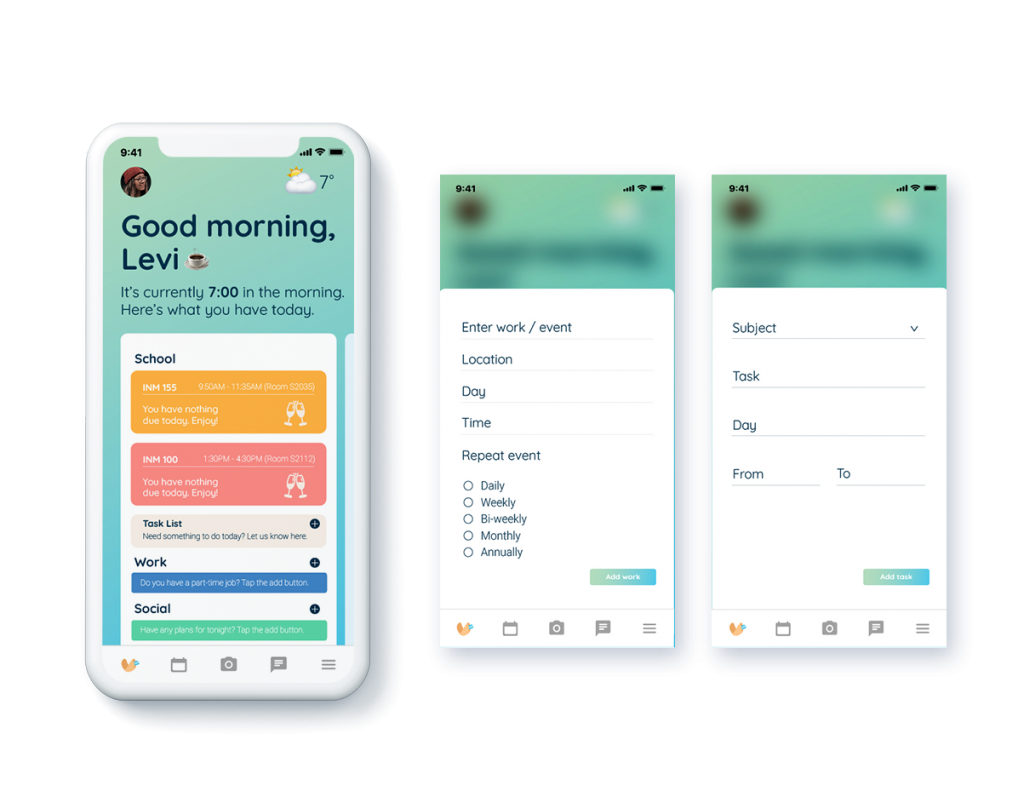 9:41
7°
Good morning,
Levi
It's currently 7:00 in the morning.
Here's what you have today.
School
INM 155 9:50AM - 11:35AM (Room S2035)
You have nothing
due today. Enjoy!
INM 100 1:30PM - 4:30PM (Room S2112)
You have nothing
due today. Enjoy!
Task List
Need something to do today? Let us know here.
Work
Do you have a part-time job? Tap the add button.
Social
Have any plans for tonight? Tap the add button.
9:41
Enter work / event
Location
Day
Time
Repeat event
Daily
Weekly
Bi-weekly
Monthly
Annually
Add work
9:41
Subject
Task
Day
From To
Add task